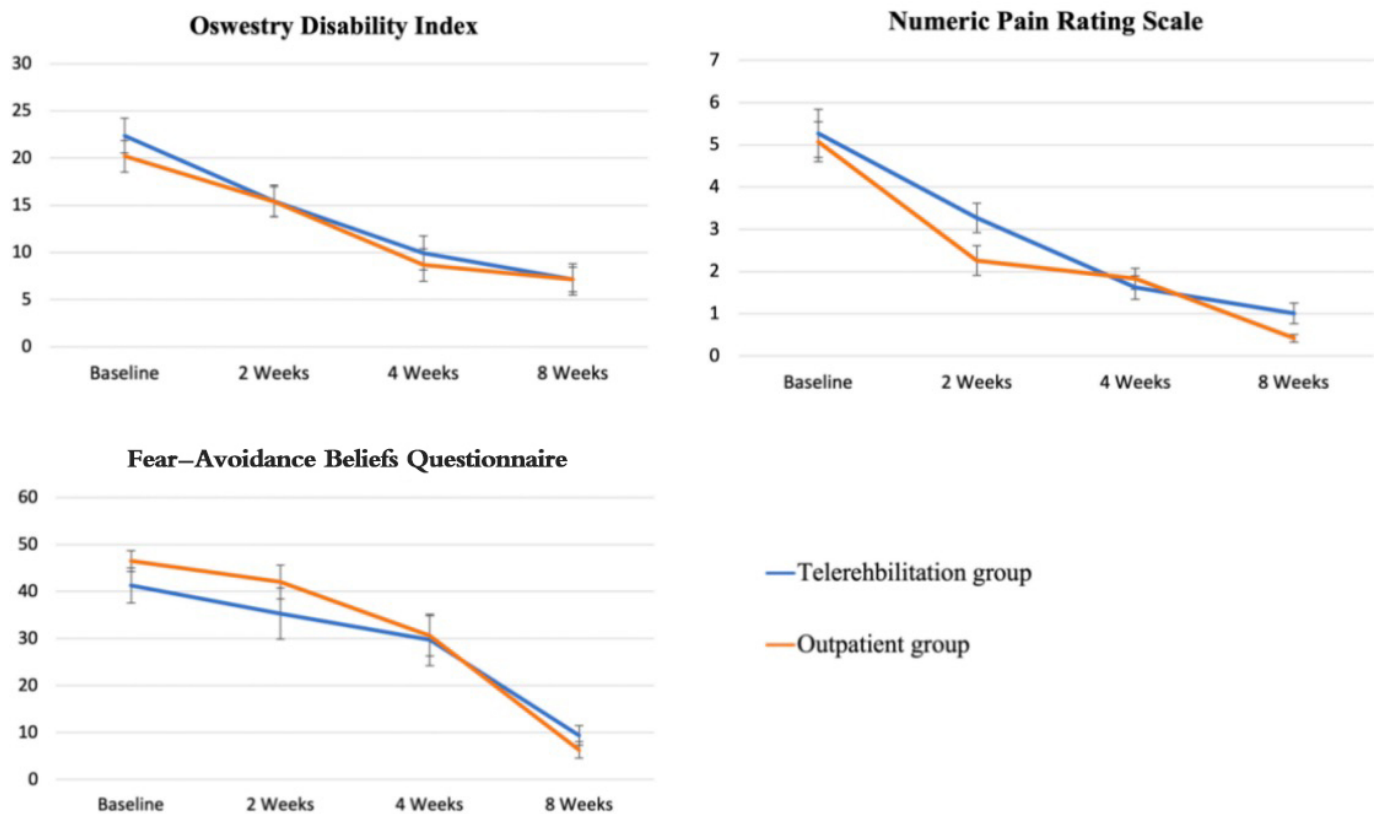 Oswestry Disability Index
30
25
20
15
10
5
0
Baseline 2 Weeks 4 Weeks 8 Weeks
Numeric Pain Rating Scale
7
6
5
4
3
2
1
0
Baseline 2 Weeks 4 Weeks 8 Weeks
Fear–Avoidance Beliefs Questionnaire
60
50
40
30
20
10
0
Baseline 2 Weeks 4 Weeks 8 Weeks
Telerehbilitation group
Outpatient group